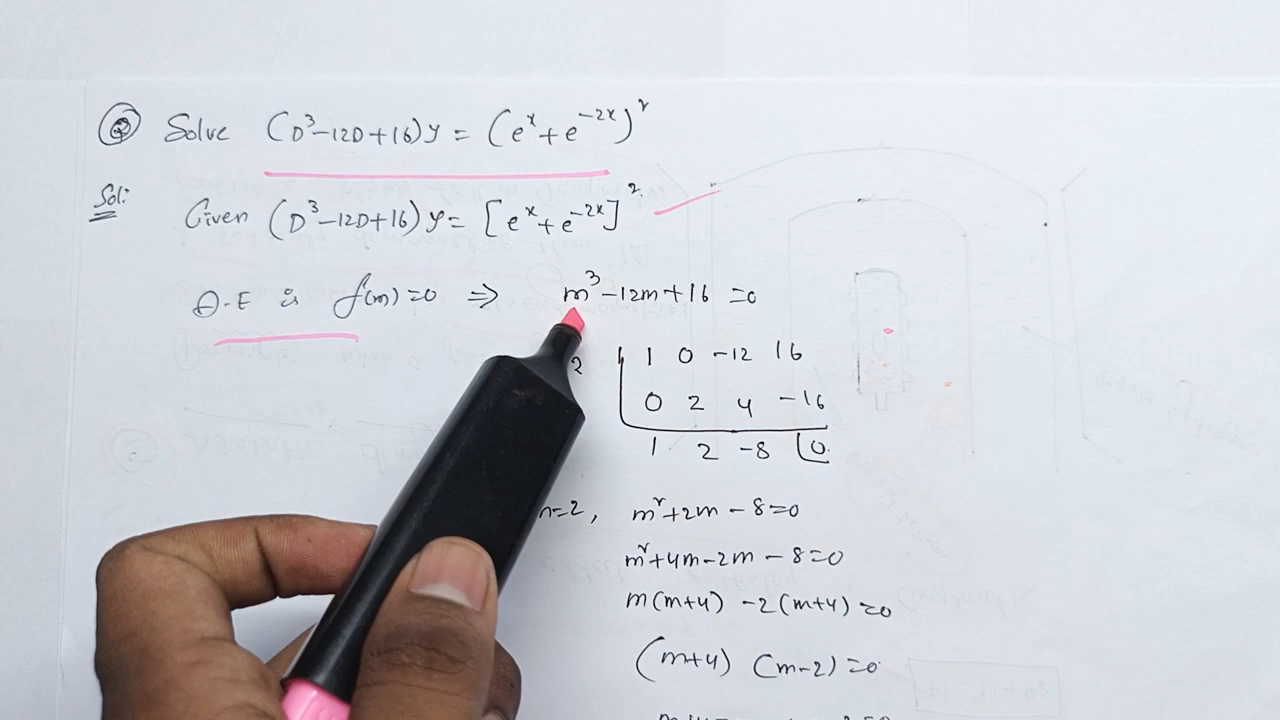 Q Solve (D³-12D+16)y = (eˣ+e⁻²ˣ)²
Sol:
Given (D³-12D+16)y = [eˣ+e⁻²ˣ]²
A.E is f(m)=0 ⇒ m³-12m+16 =0
2 | 1 0 -12 16
0 2 4 -16
1 2 -8 |0
m=2, m²+2m-8=0
m²+4m-2m-8=0
m(m+4) -2(m+4)=0
(m+4) (m-2)=0